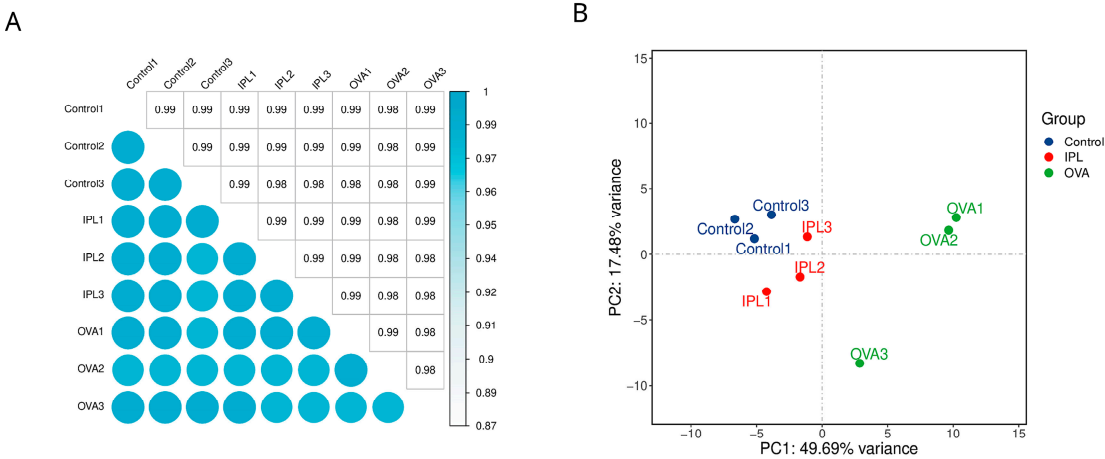 A
B
Control1 Control2 Control3 IPL1 IPL2 IPL3 OVA1 OVA2 OVA3
Control1 0.99 0.99 0.99 0.99 0.99 0.99 0.98 0.99
Control2 0.99 0.99 0.99 0.99 0.99 0.98 0.99
Control3 0.99 0.98 0.98 0.98 0.98 0.99
IPL1 0.99 0.99 0.99 0.98 0.99
IPL2 0.99 0.99 0.98 0.98
IPL3 0.99 0.98 0.98
OVA1 0.99 0.98
OVA2 0.98
OVA3
1
0.99
0.97
0.96
0.95
0.94
0.92
0.91
0.9
0.89
0.87
PC2: 17.48% variance
15
10
5
0
−5
−10
Control3
Control2
Control1
IPL3
IPL2
IPL1
OVA1
OVA2
OVA3
−10 −5 0 5 10 15
PC1: 49.69% variance
Group
Control
IPL
OVA